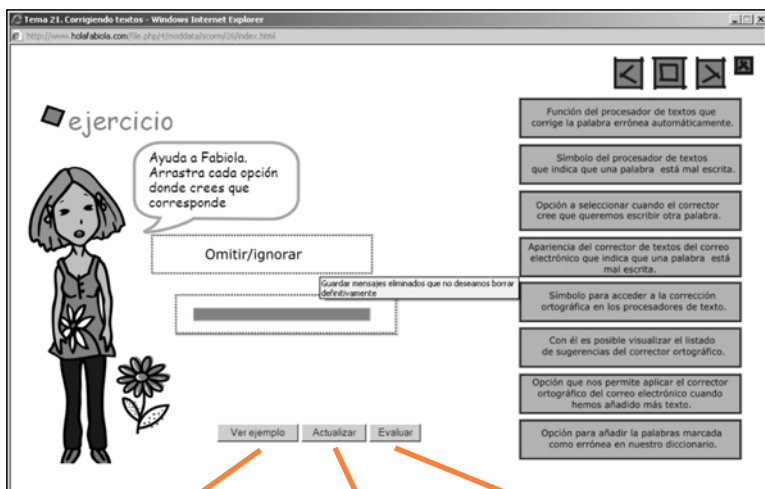 Tema 21. Corrigiendo textos - Windows Internet Explorer
http://www.holafabiola.com/file.php/4/moddata/scorm/26/index.html
ejercicio
Ayuda a Fabiola.
Arrastra cada opción
donde crees que
corresponde
Omitir/ignorar
Guardar mensajes eliminados que no deseamos borrar
definitivamente
Ver ejemplo
Actualizar
Evaluar
Función del procesador de textos que
corrige la palabra errónea automáticamente.
Símbolo del procesador de textos
que indica que una palabra está mal escrita.
Opción a seleccionar cuando el corrector
cree que queremos escribir otra palabra.
Apariencia del corrector de textos del correo
electrónico que indica que una palabra está
mal escrita.
Símbolo para acceder a la corrección
ortográfica en los procesadores de texto.
Con él es posible visualizar el listado
de sugerencias del corrector ortográfico.
Opción que nos permite aplicar el corrector
ortográfico del correo electrónico cuando
hemos añadido más texto.
Opción para añadir la palabras marcada
como errónea en nuestro diccionario.